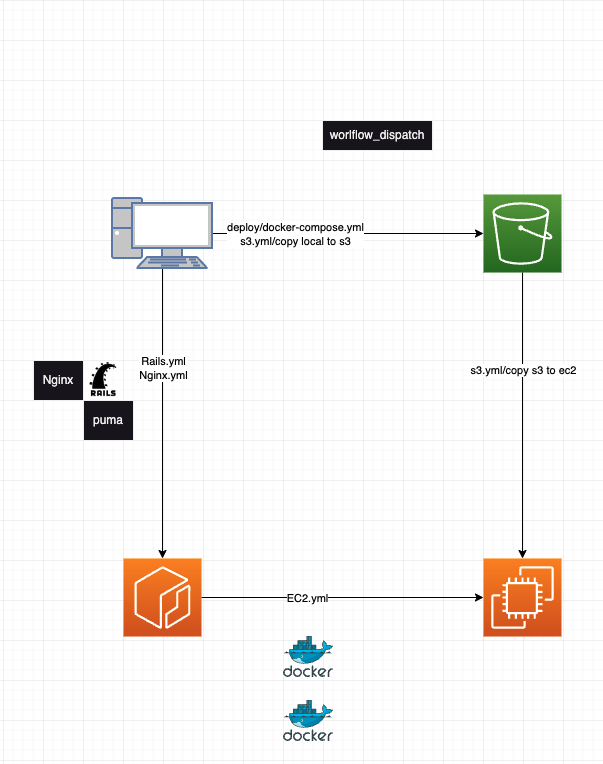 worlflow_dispatch
deploy/docker-compose.yml
s3.yml/copy local to s3
Rails.yml
Nginx.yml
s3.yml/copy s3 to ec2
Nginx
RAILS
puma
EC2.yml
docker
docker